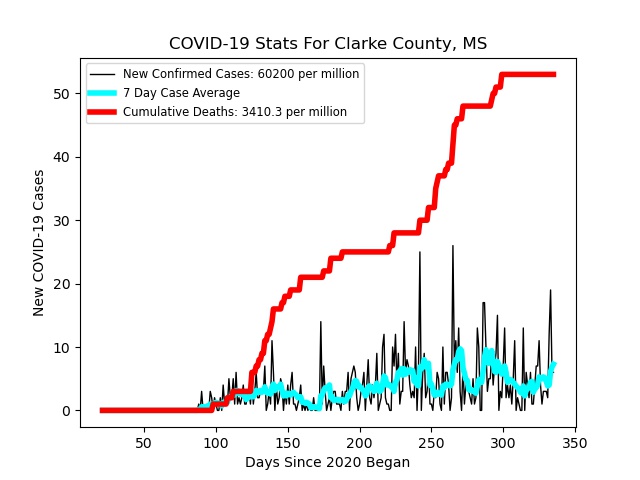 COVID-19 Stats For Clarke County, MS
New Confirmed Cases: 60200 per million
7 Day Case Average
Cumulative Deaths: 3410.3 per million
New COVID-19 Cases
50
40
30
20
10
0
50
100
150
200
250
300
350
Days Since 2020 Began